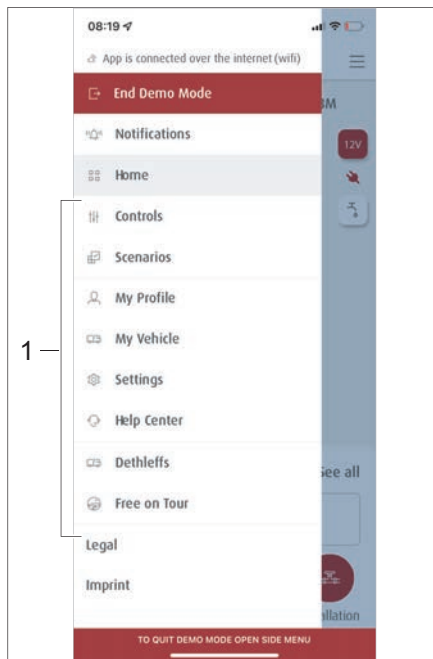 08:19
App is connected over the internet (wifi)
End Demo Mode
3M
Notifications
12V
Home
Controls
Scenarios
My Profile
1
My Vehicle
Settings
Help Center
Dethleffs
See all
Free on Tour
Legal
Imprint
allation
TO QUIT DEMO MODE OPEN SIDE MENU